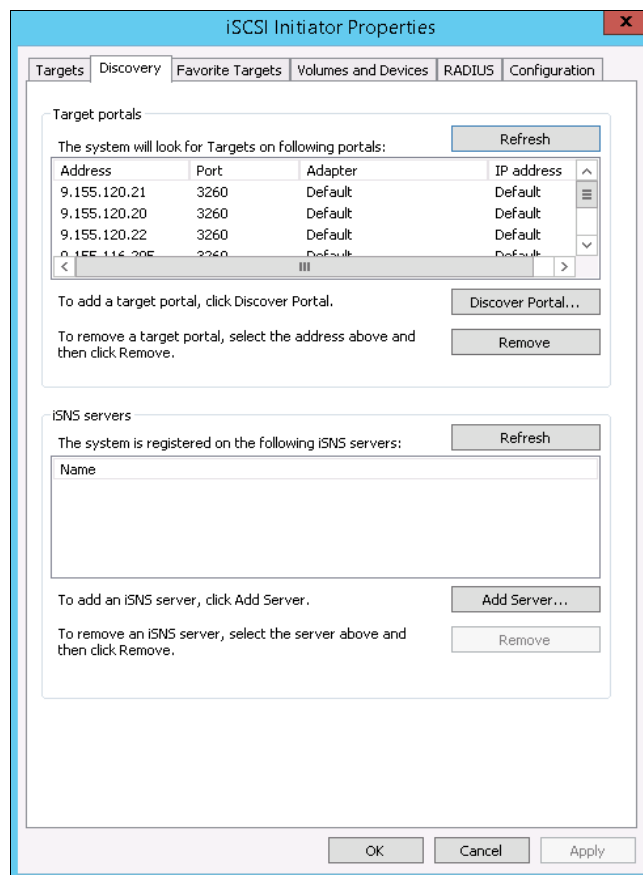 iSCSI Initiator Properties
x
Targets Discovery Favorite Targets Volumes and Devices RADIUS Configuration
Target portals
The system will look for Targets on following portals: Refresh
Address Port Adapter IP address
9.155.120.21 3260 Default Default
9.155.120.20 3260 Default Default
9.155.120.22 3260 Default Default
3260 Default Default
To add a target portal, click Discover Portal. Discover Portal...
To remove a target portal, select the address above and
then click Remove.
Remove
iSNS servers
The system is registered on the following iSNS servers: Refresh
Name
To add an iSNS server, click Add Server. Add Server...
To remove an iSNS server, select the server above and
then click Remove.
Remove
OK Cancel Apply